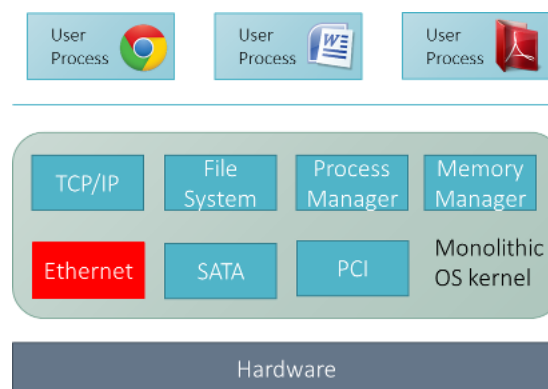 User
Process
User
Process
W
User
Process
TCP/IP
File
System
Process
Manager
Memory
Manager
Ethernet
SATA
PCI
Monolithic
OS kernel
Hardware